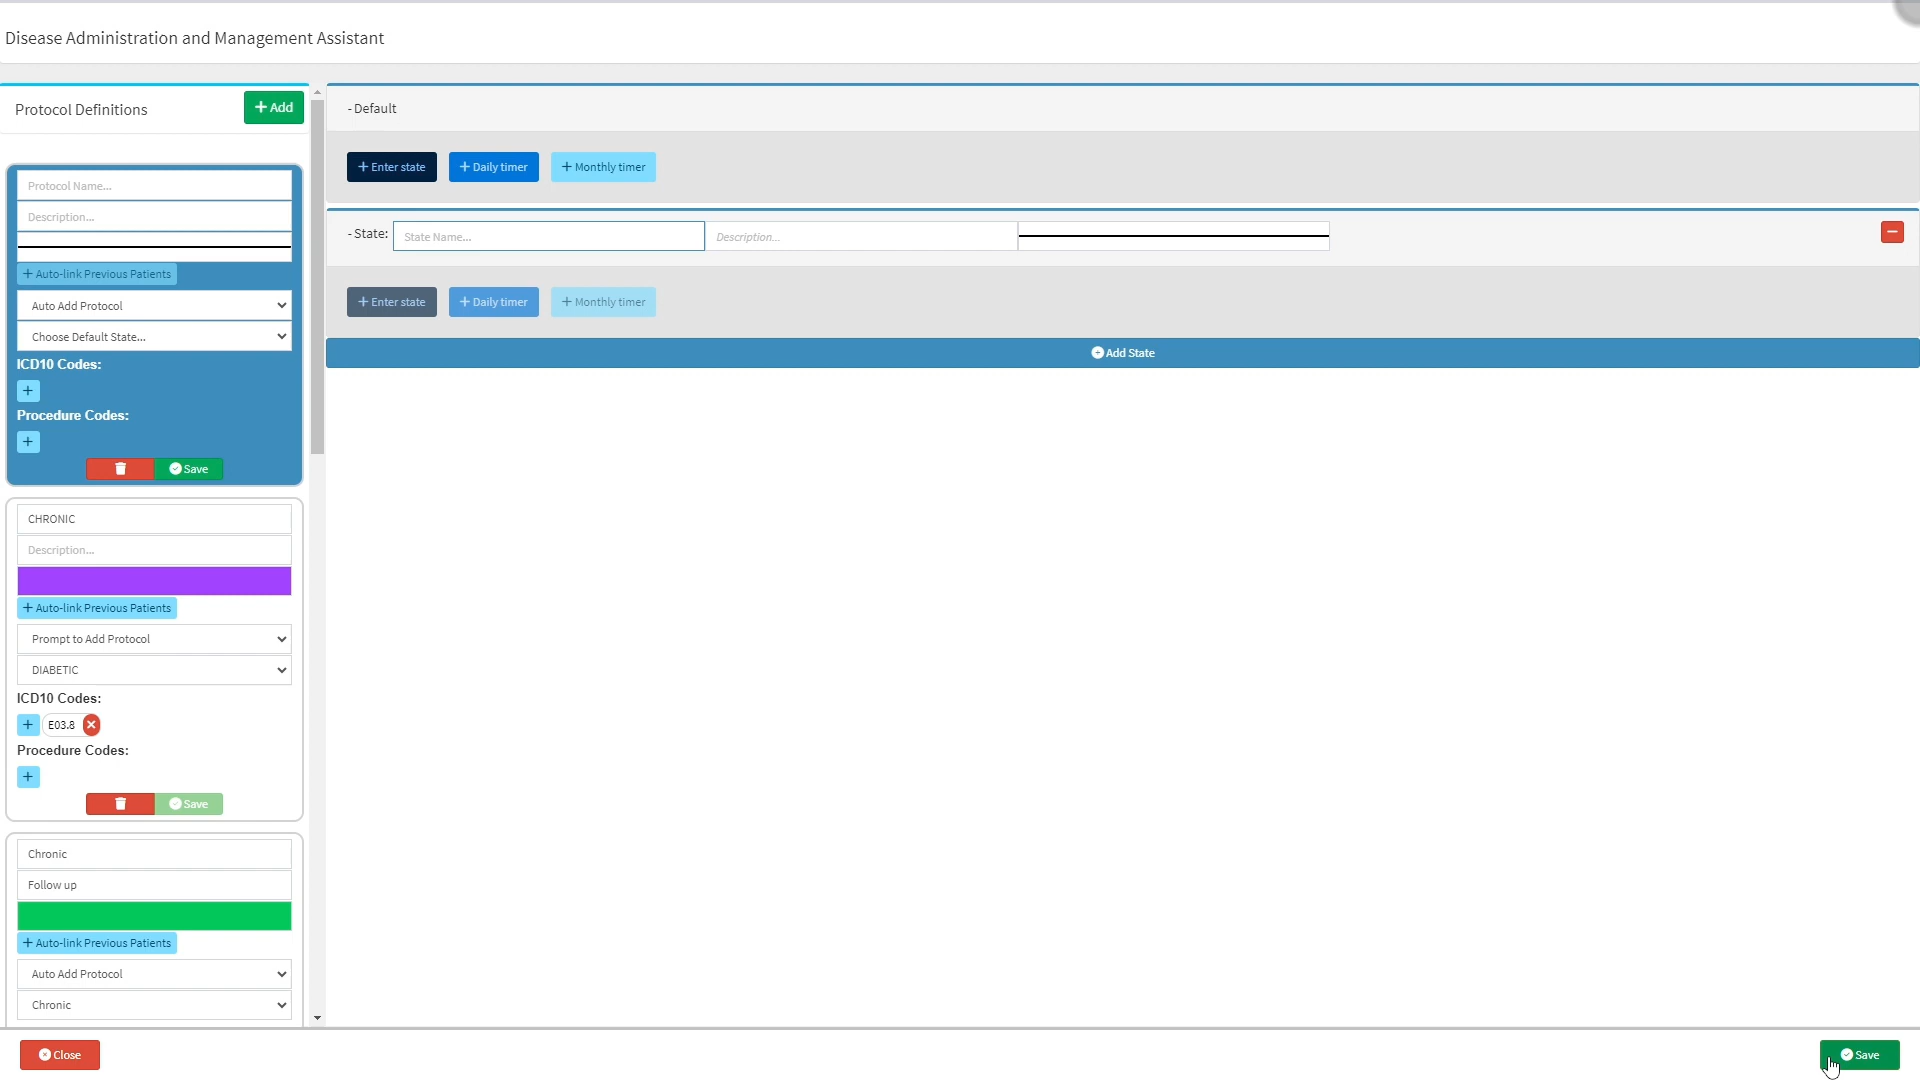 Disease Administration and Management Assistant
Protocol Definitions
+ Add
Protocol Name...
Description...
+ Auto-link Previous Patients
Auto Add Protocol
Choose Default State...
ICD10 Codes:
+
Procedure Codes:
+
Save
CHRONIC
Description...
+ Auto-link Previous Patients
Prompt to Add Protocol
DIABETIC
ICD10 Codes:
+ E03.8
Procedure Codes:
+
Save
Chronic
Follow up
+ Auto-link Previous Patients
Auto Add Protocol
Chronic
- Default
+ Enter state + Daily timer + Monthly timer
- State: State Name... Description...
+ Enter state + Daily timer + Monthly timer
Add State
Close
Save